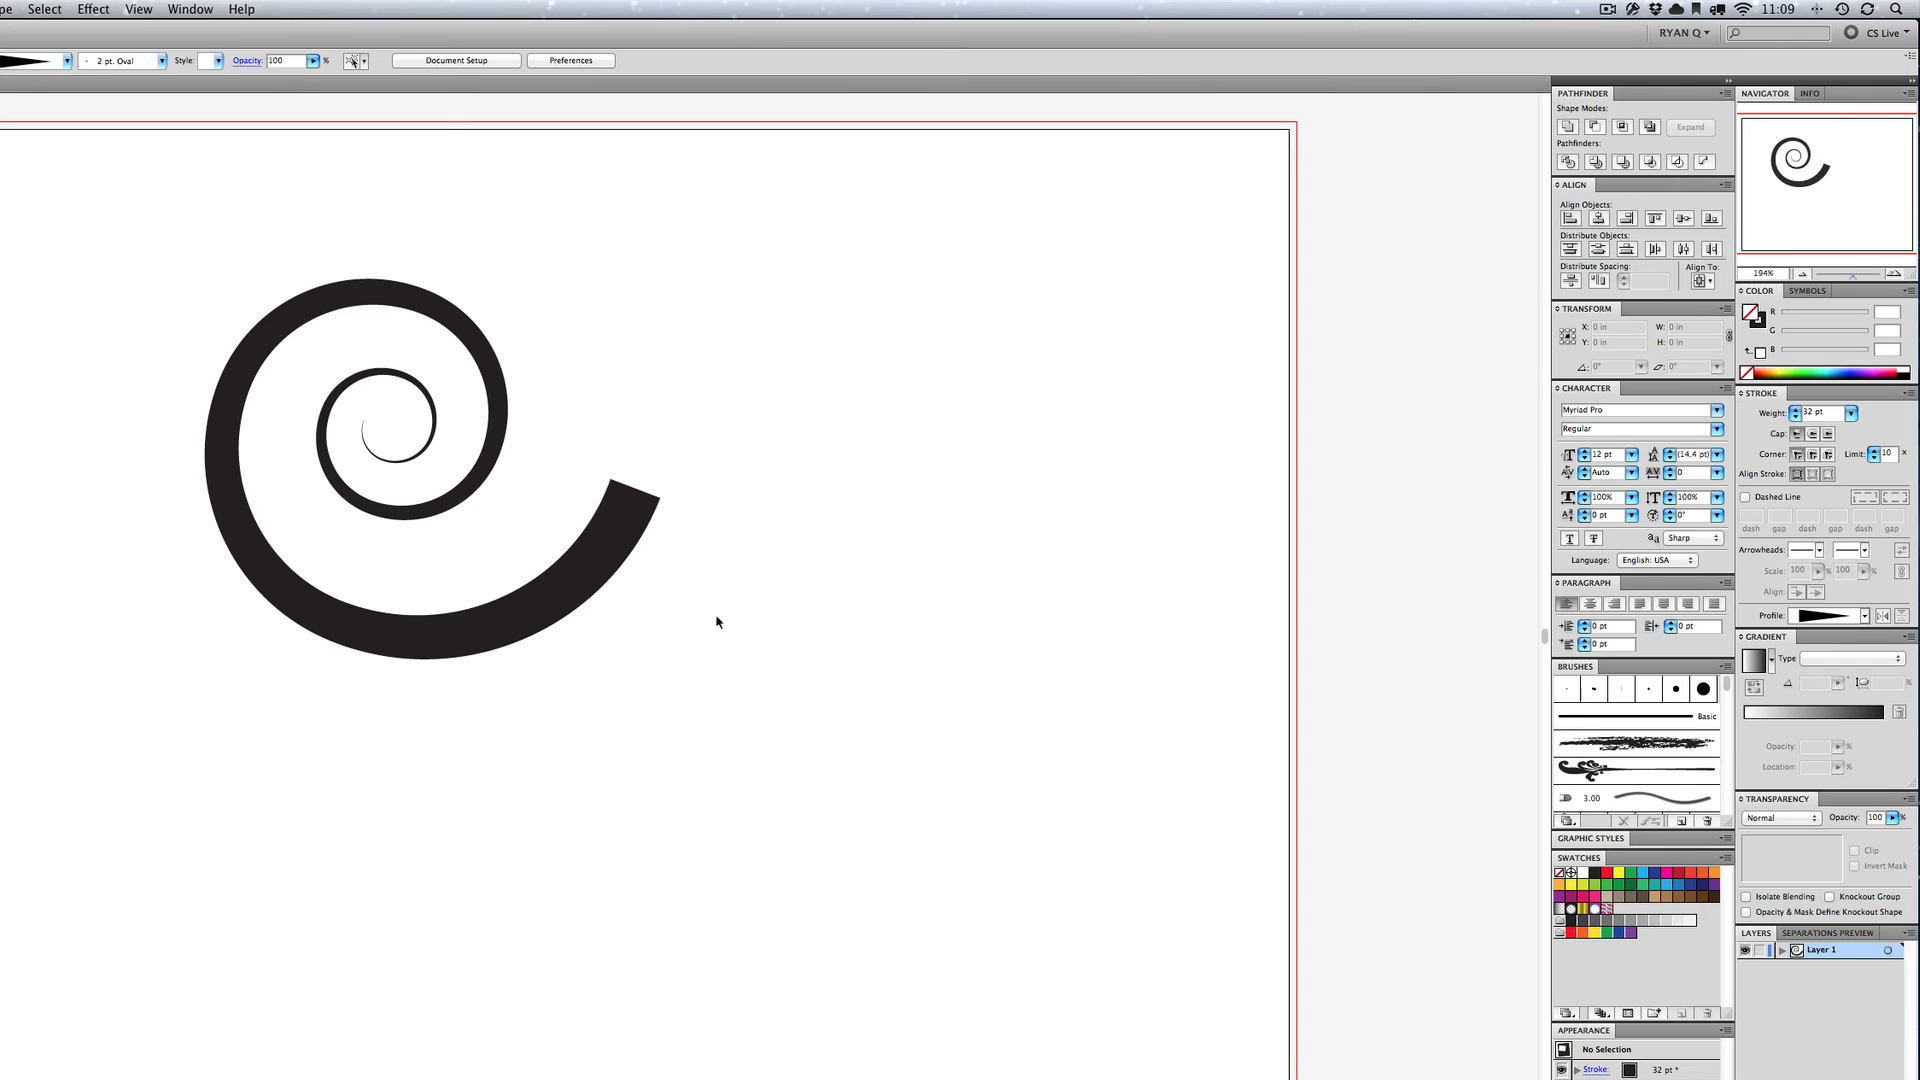 pe Select Effect View Window Help 11:09
RYAN Q CS Live
2 pt. Oval Style: Opacity: 100 % Document Setup Preferences
PATHFINDER
Shape Modes:
Expand
Pathfinders:
ALIGN
Align Objects:
Distribute Objects:
Distribute Spacing: Align To:
TRANSFORM
X: 0 in W: 0 in
Y: 0 in H: 0 in
0° 0°
CHARACTER
Myriad Pro
Regular
12 pt (14.4 pt)
Auto 0
100% 100%
0 pt 0°
T T aa Sharp
Language: English: USA
PARAGRAPH
0 pt 0 pt
0 pt
BRUSHES
Basic
3.00
GRAPHIC STYLES
SWATCHES
APPEARANCE
No Selection
Stroke: 32 pt *
NAVIGATOR INFO
194%
COLOR SYMBOLS
R
G
B
STROKE
Weight: 32 pt
Cap:
Corner: Limit: 10 x
Align Stroke:
Dashed Line
dash gap dash gap dash gap
Arrowheads:
Scale: 100 % 100 %
Align:
Profile:
GRADIENT
Type
°
%
Opacity: %
Location: %
TRANSPARENCY
Normal Opacity: 100 %
Clip
Invert Mask
Isolate Blending Knockout Group
Opacity & Mask Define Knockout Shape
LAYERS SEPARATIONS PREVIEW
Layer 1